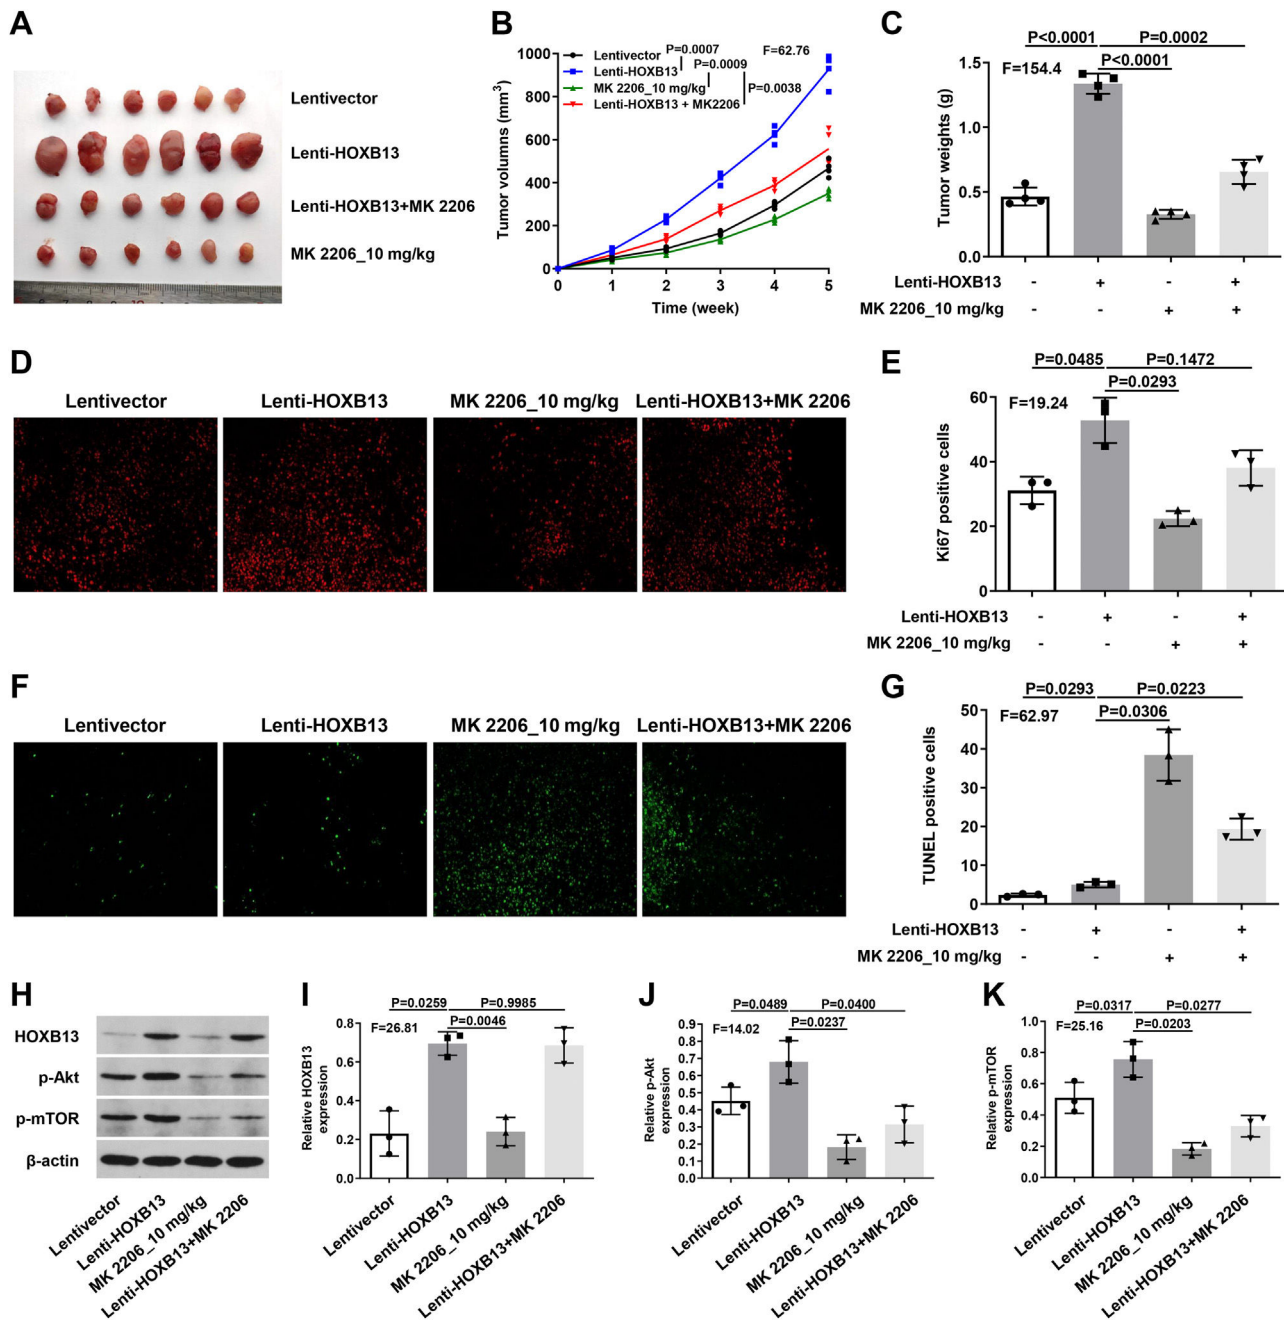 A
Lentivector
Lenti-HOXB13
Lenti-HOXB13+MK 2206
MK 2206_10 mg/kg
B
Tumor volumns (mm3)
1000
800
600
400
200
0
0 1 2 3 4 5
Time (week)
Lentivector
Lenti-HOXB13
MK 2206_10 mg/kg
Lenti-HOXB13 + MK2206
P=0.0007
P=0.0009
P=0.0038
F=62.76
C
P<0.0001
P=0.0002
P<0.0001
F=154.4
Tumor weights (g)
1.5
1.0
0.5
0.0
Lenti-HOXB13 - + - +
MK 2206_10 mg/kg - - + +
D
Lentivector
Lenti-HOXB13
MK 2206_10 mg/kg
Lenti-HOXB13+MK 2206
E
P=0.0485
P=0.1472
P=0.0293
F=19.24
Ki67 positive cells
60
40
20
0
Lenti-HOXB13 - + - +
MK 2206_10 mg/kg - - + +
F
Lentivector
Lenti-HOXB13
MK 2206_10 mg/kg
Lenti-HOXB13+MK 2206
G
P=0.0293
P=0.0223
P=0.0306
F=62.97
TUNEL positive cells
50
40
30
20
10
0
Lenti-HOXB13 - + - +
MK 2206_10 mg/kg - - + +
H
HOXB13
p-Akt
p-mTOR
β-actin
Lentivector
Lenti-HOXB13
MK 2206_10 mg/kg
Lenti-HOXB13+MK 2206
I
P=0.0259
P=0.9985
P=0.0046
F=26.81
Relative HOXB13
expression
0.8
0.6
0.4
0.2
0.0
Lentivector
Lenti-HOXB13
MK 2206_10 mg/kg
Lenti-HOXB13+MK 2206
J
P=0.0489
P=0.0400
P=0.0237
F=14.02
Relative p-Akt
expression
0.9
0.8
0.7
0.6
0.5
0.4
0.3
0.2
0.1
0.0
Lentivector
Lenti-HOXB13
MK 2206_10 mg/kg
Lenti-HOXB13+MK 2206
K
P=0.0317
P=0.0277
P=0.0203
F=25.16
Relative p-mTOR
expression
1.0
0.8
0.6
0.4
0.2
0.0
Lentivector
Lenti-HOXB13
MK 2206_10 mg/kg
Lenti-HOXB13+MK 2206